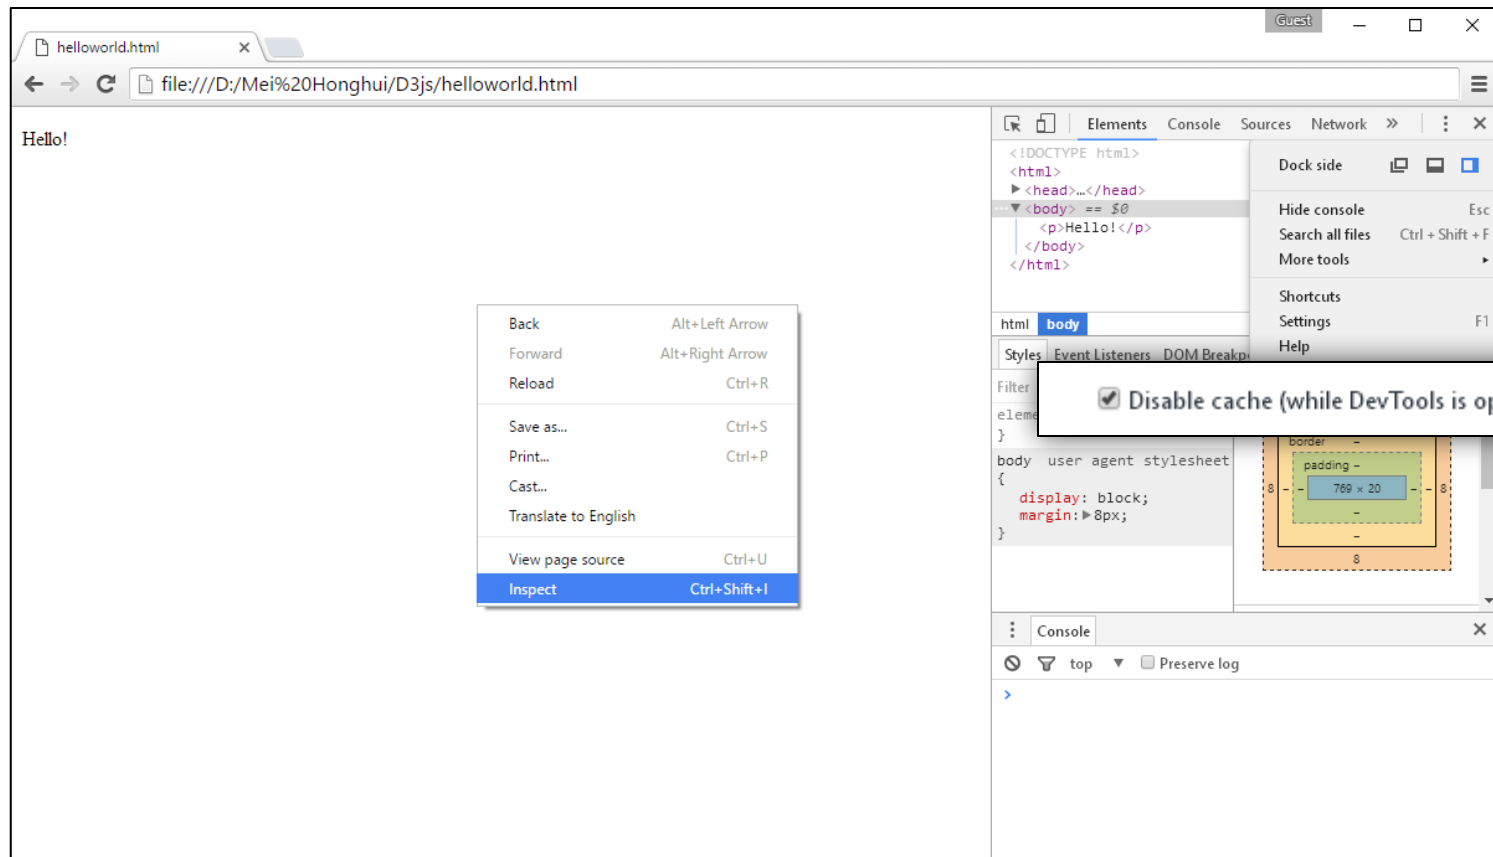 Guest
helloworld.html
file:///D:/Mei%20Honghui/D3js/helloworld.html
Hello!
Back Alt+Left Arrow
Forward Alt+Right Arrow
Reload Ctrl+R
Save as... Ctrl+S
Print... Ctrl+P
Cast...
Translate to English
View page source Ctrl+U
Inspect Ctrl+Shift+I
Elements Console Sources Network »
<!DOCTYPE html>
<html>
<head>…</head>
<body> == $0
<p>Hello!</p>
</body>
</html>
html body
Dock side
Hide console Esc
Search all files Ctrl + Shift + F
More tools
Shortcuts
Settings F1
Help
Styles Event Listeners DOM
Filter
Disable cache (while DevTools is
}
body user agent stylesheet
{
display: block;
margin: 8px;
}
border –
padding –
8 – – 769 × 20 – – 8
–
–
8
Console
top Preserve log
>